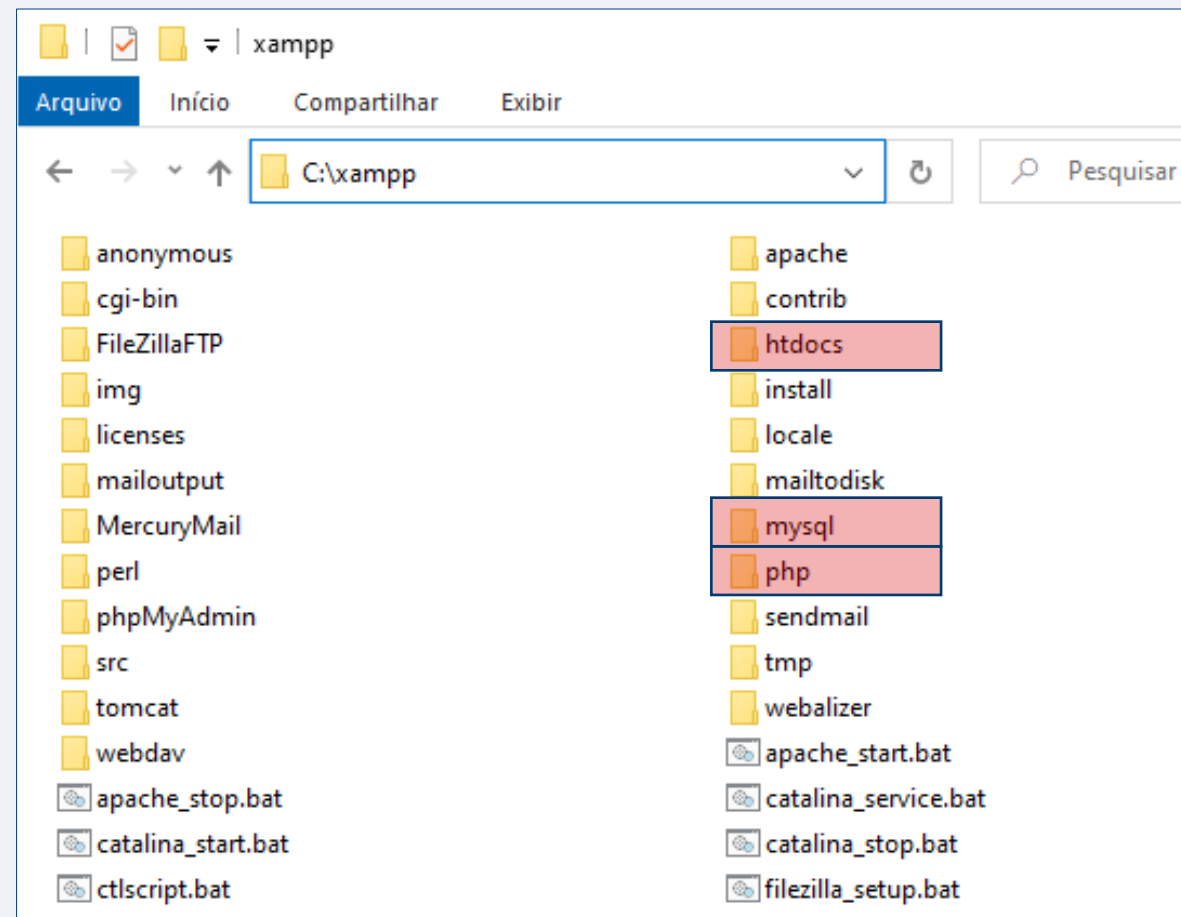 xampp
Arquivo Início Compartilhar Exibir
C:\xampp Pesquisar
anonymous apache
cgi-bin contrib
FileZillaFTP htdocs
img install
licenses locale
mailoutput mailtodisk
MercuryMail mysql
perl php
phpMyAdmin sendmail
src tmp
tomcat webalizer
webdav apache_start.bat
apache_stop.bat catalina_service.bat
catalina_start.bat catalina_stop.bat
ctlscript.bat filezilla_setup.bat